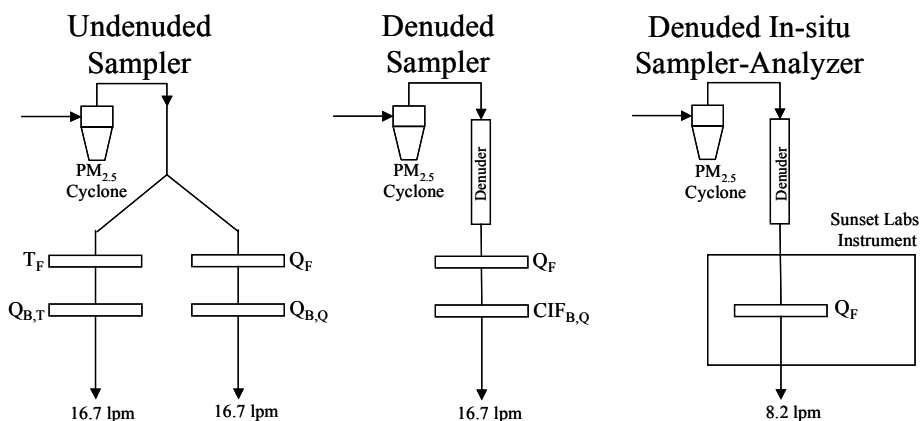 Undenuded
Sampler
PM2.5
Cyclone
TF
QF
QB,T
QB,Q
16.7 lpm
16.7 lpm
Denuded
Sampler
PM2.5
Cyclone
Denuder
QF
CIFB,Q
16.7 lpm
Denuded In-situ
Sampler-Analyzer
PM2.5
Cyclone
Denuder
Sunset Labs
Instrument
QF
8.2 lpm